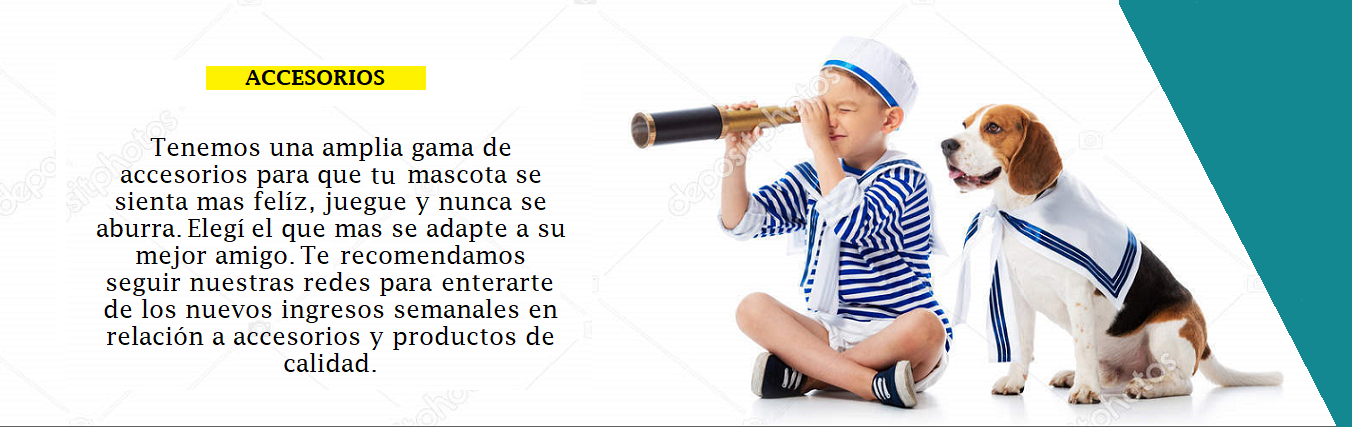 ACCESORIOS
Tenemos una amplia gama de
accesorios para que tu mascota se
sienta mas felíz, juegue y nunca se
aburra. Elegí el que mas se adapte a su
mejor amigo. Te recomendamos
seguir nuestras redes para enterarte
de los nuevos ingresos semanales en
relación a accesorios y productos de
calidad.
depositphotos